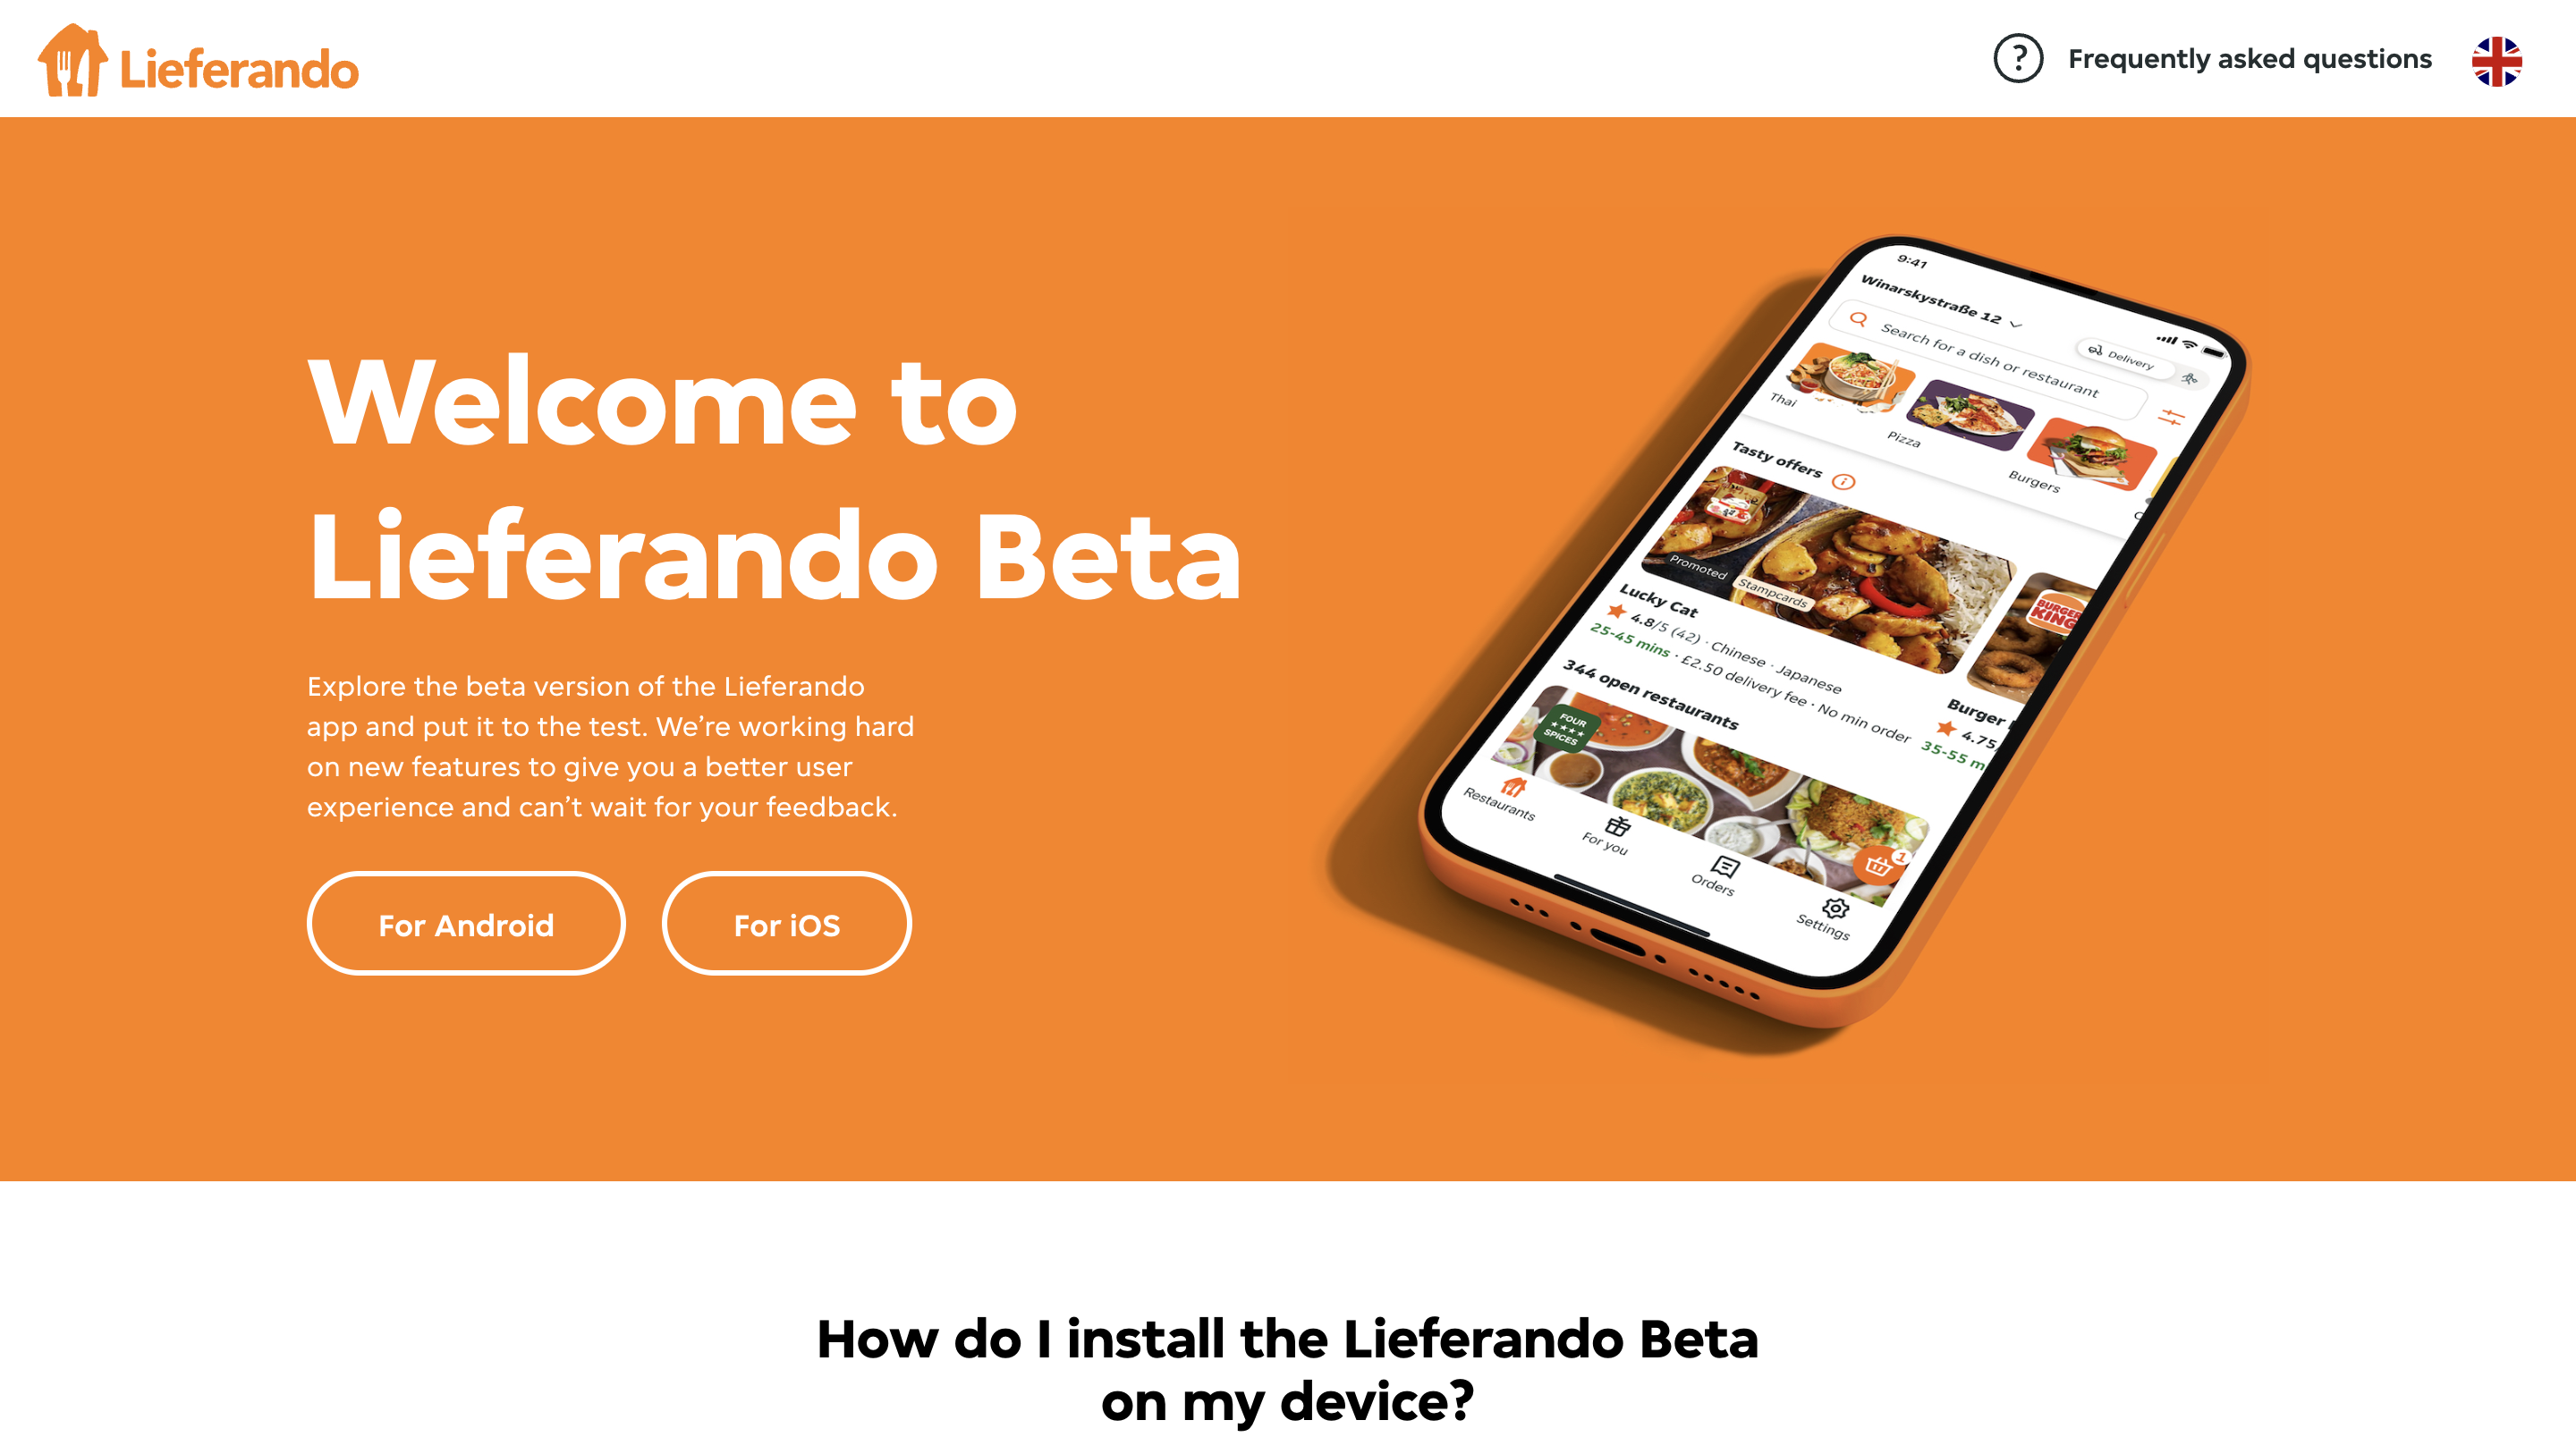 Lieferando
? Frequently asked questions
Welcome to
Lieferando Beta
Explore the beta version of the Lieferando
app and put it to the test. We’re working hard
on new features to give you a better user
experience and can’t wait for your feedback.
For Android
For iOS
9:41
Winarskystraße 12
Delivery
Search for a dish or restaurant
Thai
Pizza
Burgers
Tasty offers
Promoted
Stampcards
BURGER
KING
Lucky Cat
4.8/5 (42) · Chinese · Japanese
25-45 mins · £2.50 delivery fee · No min order
Burger
4.75
35-55 m
344 open restaurants
FOUR
SPICES
1
Restaurants
For you
Orders
Settings
How do I install the Lieferando Beta
on my device?